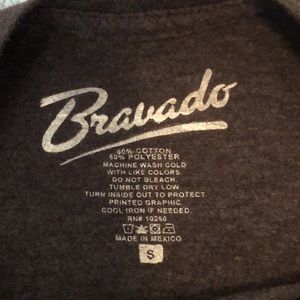 Bravado
60% COTTON
60% POLYESTER
MACHINE WASH COLD
WITH LIKE COLORS
DO NOT BLEACH.
TUMBLE DRY LOW.
TURN INSIDE OUT TO PROTECT
PRINTED GRAPHIC.
COOL IRON IF NEEDED.
RN# 10250
MADE IN MEXICO
S